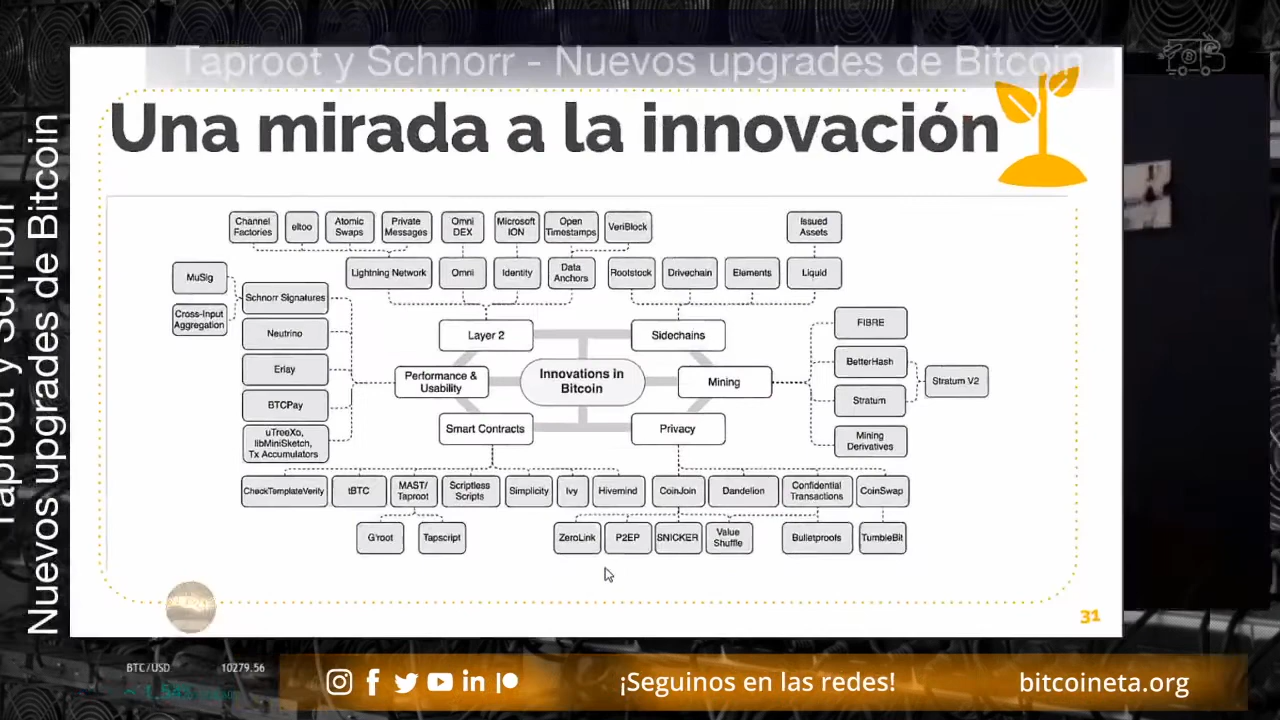 Taproot y Schnorr - Nuevos upgrades de Bitcoin
Taproot y Schnorr
Nuevos upgrades de Bitcoin
Una mirada a la innovación
Channel
Factories
eltoo
Atomic
Swaps
Private
Messages
Omni
DEX
Microsoft
ION
Open
Timestamps
VeriBlock
Issued
Assets
Lightning Network
Omni
Identity
Data
Anchors
Rootstock
Drivechain
Elements
Liquid
MuSig
Cross-Input
Aggregation
Schnorr Signatures
Neutrino
Erlay
BTCPay
uTreeXo,
libMiniSketch,
Tx Accumulators
Layer 2
Sidechains
Performance &
Usability
Innovations in
Bitcoin
Mining
Smart Contracts
Privacy
FIBRE
BetterHash
Stratum
Mining
Derivatives
Stratum V2
CheckTemplateVerify
tBTC
MAST/
Taproot
Scriptless
Scripts
Simplicity
Ivy
Hivemind
CoinJoin
Dandelion
Confidential
Transactions
CoinSwap
G'root
Tapscript
ZeroLink
P2EP
SNICKER
Value
Shuffle
Bulletproofs
TumbleBit
31
BTC/USD 10279.56
¡Seguinos en las redes!
bitcoineta.org